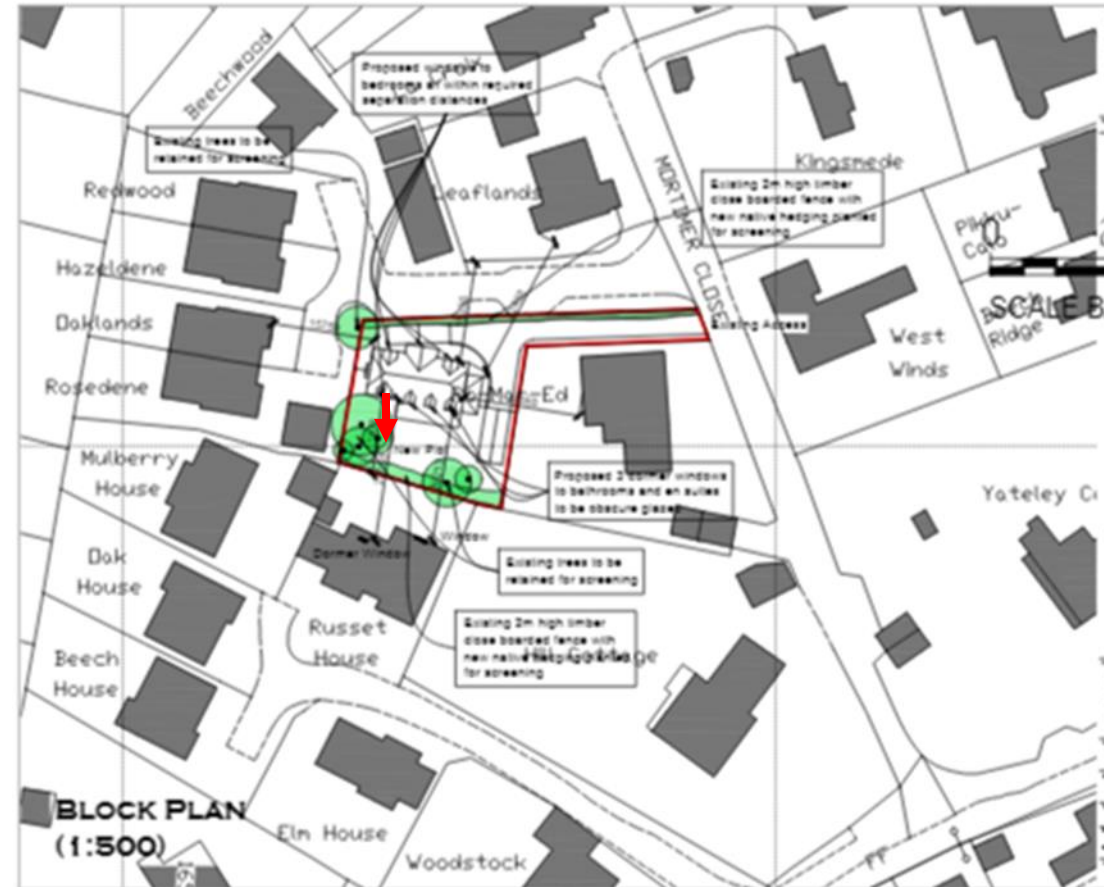 Beechwood
Proposed windows to
bedrooms all within required
separation distances
Existing trees to be
retained for screening
Redwood
Leaflands
MORTIMER CLOSE
Kingsmede
Existing 2m high timber
close boarded fence with
new native hedging planted
for screening
Pikku-
Hazeldene
SCALE B
Oaklands
Existing Access
Ridge
West
Winds
Rosedene
-Ed
New Plo
Mulberry
House
Proposed 3 dormer windows
to bathrooms and en suites
to be obscure glazed
Yateley C
Window
Dormer Window
Oak
House
Existing trees to be
retained for screening
Russet
House
Existing 2m high timber
close boarded fence with
new native hedging planted
for screening
Beech
House
BLOCK PLAN
(1:500)
Elm House
Woodstock
FF